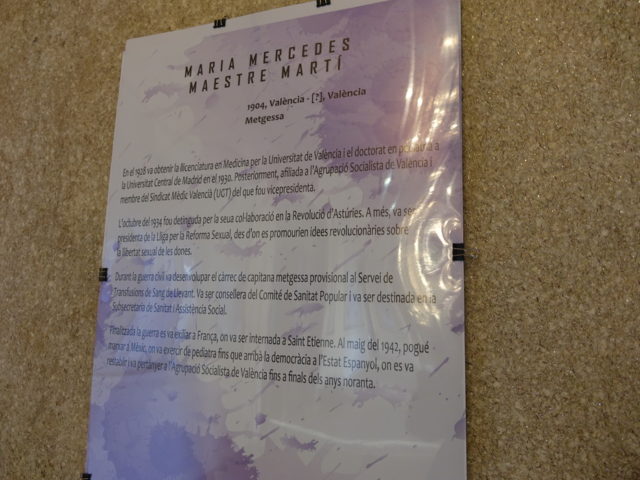 MARIA MERCEDES
MAESTRE MARTÍ
1904, València - [?], València
Metgessa
En el 1928 va obtenir la llicenciatura en Medicina per la Universitat de València i el doctorat en pediatria a
la Universitat Central de Madrid en el 1930. Posteriorment, afiliada a l'Agrupació Socialista de València i
membre del Sindicat Mèdic Valencià (UGT) del que fou vicepresidenta.
L'octubre del 1934 fou detinguda per la seua col·laboració en la Revolució d'Astúries. A més, va ser
presidenta de la Lliga per la Reforma Sexual, des d'on es promourien idees revolucionàries sobre
la llibertat sexual de les dones.
Durant la guerra civil va desenvolupar el càrrec de capitana metgessa provisional al Servei de
Transfusions de Sang de Llevant. Va ser consellera del Comité de Sanitat Popular i va ser destinada en la
Subsecretaria de Sanitat i Assistència Social.
Finalitzada la guerra es va exiliar a França, on va ser internada a Saint Etienne. Al maig del 1942, pogué
marxar a Mèxic, on va exercir de pediatra fins que arribà la democràcia a l'Estat Espanyol, on es va
restablir i va pertànyer a l'Agrupació Socialista de València fins a finals dels anys noranta.